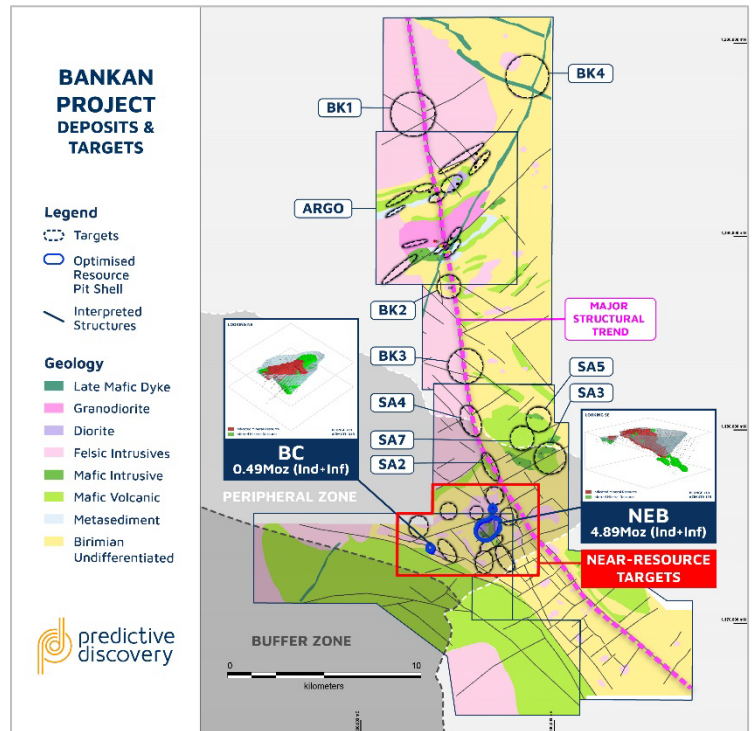 BANKAN
PROJECT
DEPOSITS &
TARGETS
Legend
Targets
Optimised
Resource
Pit Shell
Interpreted
Structures
Geology
Late Mafic Dyke
Granodiorite
Diorite
Felsic Intrusives
Mafic Intrusive
Mafic Volcanic
Metasediment
Birimian
Undifferentiated
predictive
discovery
BK4
BK1
ARGO
BK2
MAJOR
STRUCTURAL
TREND
BK3
SA5
SA3
SA4
SA7
SA2
BC
0.49Moz (Ind+Inf)
NEB
4.89Moz (Ind+Inf)
PERIPHERAL ZONE
NEAR-RESOURCE
TARGETS
BUFFER ZONE
0
10
kilometers